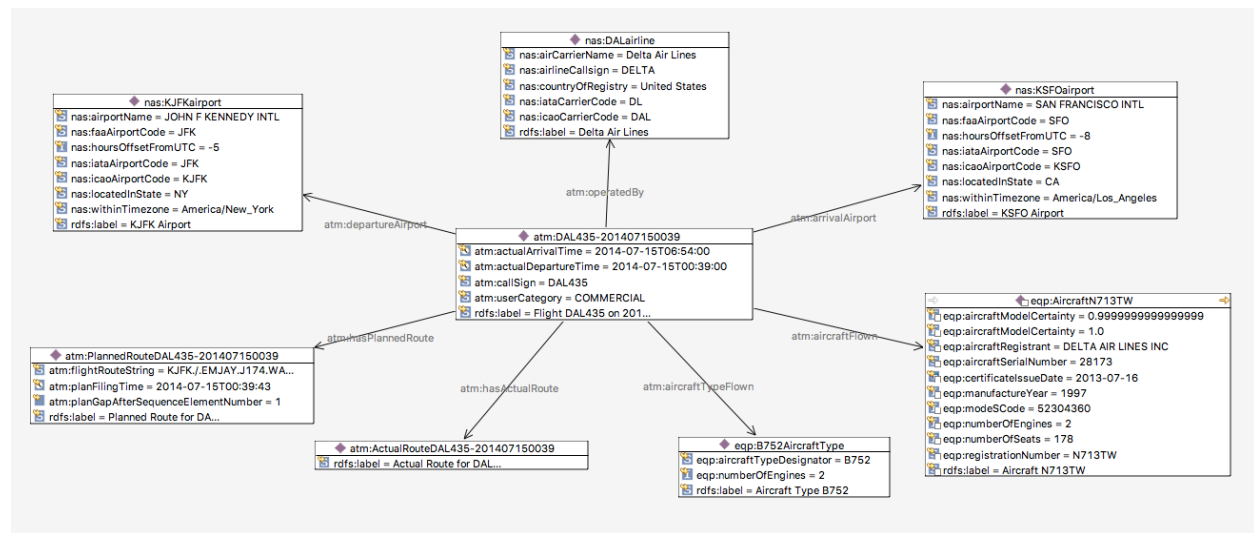 nas:DALairline
nas:airCarrierName = Delta Air Lines
nas:airlineCallsign = DELTA
nas:countryOfRegistry = United States
nas:iataCarrierCode = DL
nas:icaoCarrierCode = DAL
rdfs:label = Delta Air Lines
nas:KJFKairport
nas:airportName = JOHN F KENNEDY INTL
nas:faaAirportCode = JFK
nas:hoursOffsetFromUTC = -5
nas:iataAirportCode = JFK
nas:icaoAirportCode = KJFK
nas:locatedInState = NY
nas:withinTimezone = America/New_York
rdfs:label = KJFK Airport
nas:KSFOairport
nas:airportName = SAN FRANCISCO INTL
nas:faaAirportCode = SFO
nas:hoursOffsetFromUTC = -8
nas:iataAirportCode = SFO
nas:icaoAirportCode = KSFO
nas:locatedInState = CA
nas:withinTimezone = America/Los_Angeles
rdfs:label = KSFO Airport
atm:operatedBy
atm:departureAirport
atm:arrivalAirport
atm:DAL435-201407150039
atm:actualArrivalTime = 2014-07-15T06:54:00
atm:actualDepartureTime = 2014-07-15T00:39:00
atm:callSign = DAL435
atm:userCategory = COMMERCIAL
rdfs:label = Flight DAL435 on 201...
atm:hasPlannedRoute
atm:aircraftFlown
atm:hasActualRoute
atm:aircraftTypeFlown
atm:PlannedRouteDAL435-201407150039
atm:flightRouteString = KJFK./.EMJAY.J174.WA...
atm:planFilingTime = 2014-07-15T00:39:43
atm:planGapAfterSequenceElementNumber = 1
rdfs:label = Planned Route for DA...
atm:ActualRouteDAL435-201407150039
rdfs:label = Actual Route for DAL...
eqp:B752AircraftType
eqp:aircraftTypeDesignator = B752
eqp:numberOfEngines = 2
rdfs:label = Aircraft Type B752
eqp:AircraftN713TW
eqp:aircraftModelCertainty = 0.9999999999999999
eqp:aircraftModelCertainty = 1.0
eqp:aircraftRegistrant = DELTA AIR LINES INC
eqp:aircraftSerialNumber = 28173
eqp:certificateIssueDate = 2013-07-16
eqp:manufactureYear = 1997
eqp:modeSCode = 52304360
eqp:numberOfEngines = 2
eqp:numberOfSeats = 178
eqp:registrationNumber = N713TW
rdfs:label = Aircraft N713TW